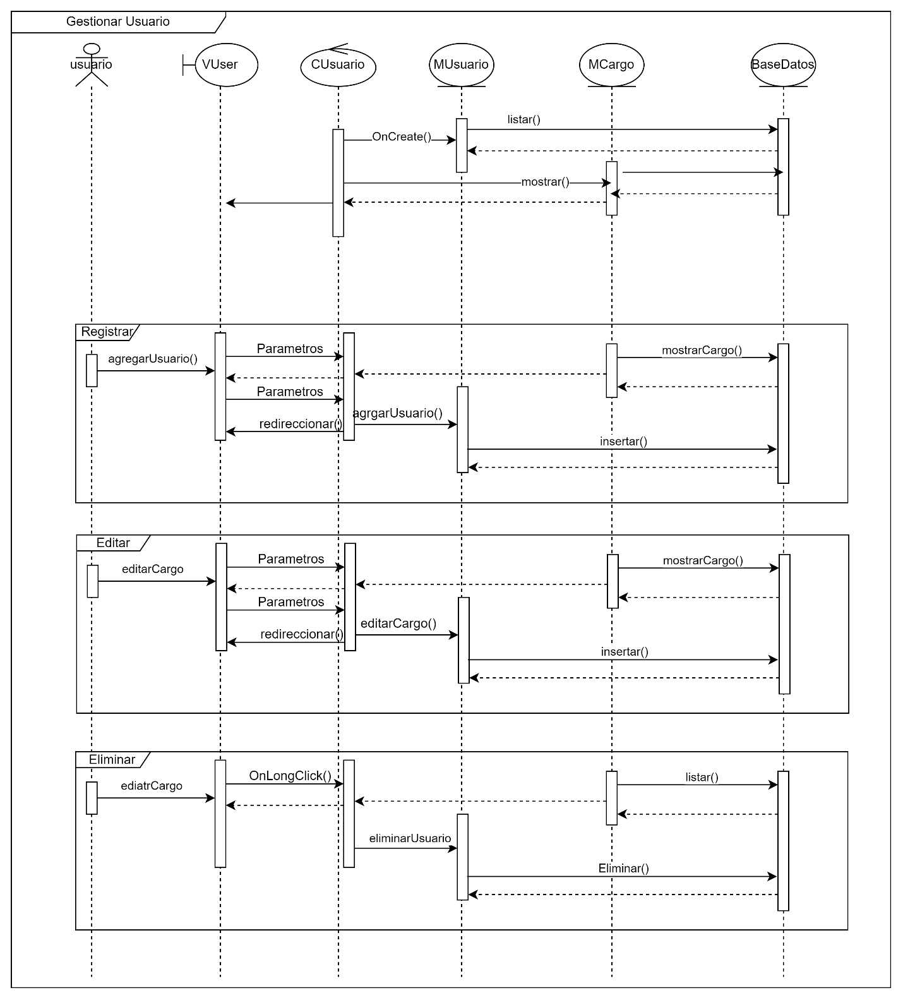 Gestionar Usuario
usuario
VUser
CUsuario
MUsuario
MCargo
BaseDatos
listar()
OnCreate()
mostrar()
Registrar
Parametros
mostrarCargo()
agregarUsuario()
Parametros
agrgarUsuario()
redireccionar()
insertar()
Editar
Parametros
mostrarCargo()
editarCargo
Parametros
editarCargo()
redireccionar()
insertar()
Eliminar
OnLongClick()
listar()
ediatrCargo
eliminarUsuario
Eliminar()